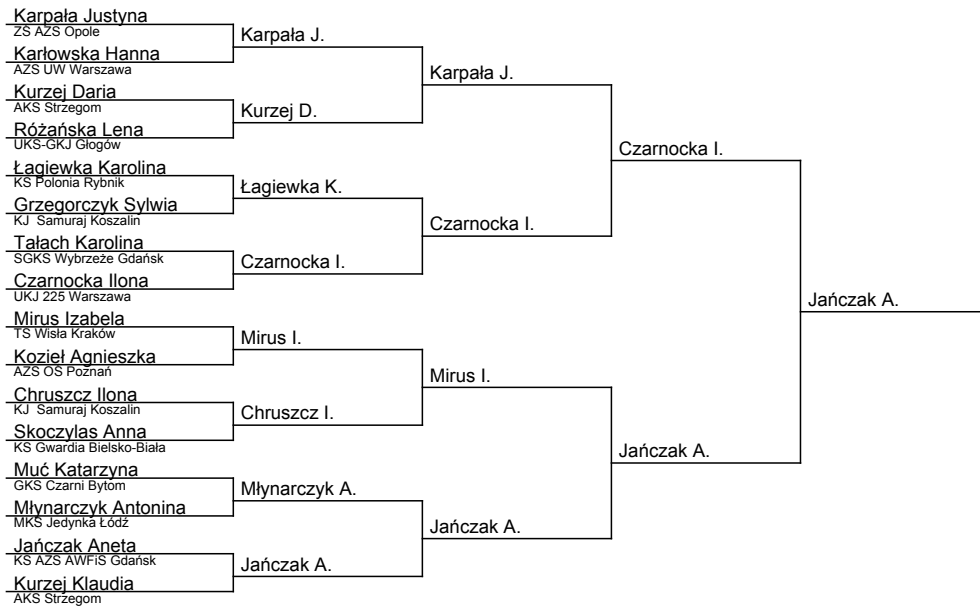 Karpała Justyna
ZS AZS Opole
Karłowska Hanna
AZS UW Warszawa
Kurzej Daria
AKS Strzegom
Różańska Lena
UKS-GKJ Głogów
Łagiewka Karolina
KS Polonia Rybnik
Grzegorczyk Sylwia
KJ  Samuraj Koszalin
Tałach Karolina
SGKS Wybrzeże Gdańsk
Czarnocka Ilona
UKJ 225 Warszawa
Mirus Izabela
TS Wisła Kraków
Kozieł Agnieszka
AZS OŚ Poznań
Chruszcz Ilona
KJ  Samuraj Koszalin
Skoczylas Anna
KS Gwardia Bielsko-Biała
Muć Katarzyna
GKS Czarni Bytom
Młynarczyk Antonina
MKS Jedynka Łódź
Jańczak Aneta
KS AZS AWFiS Gdańsk
Kurzej Klaudia
AKS Strzegom
Karpała J.
Kurzej D.
Łagiewka K.
Czarnocka I.
Mirus I.
Chruszcz I.
Młynarczyk A.
Jańczak A.
Karpała J.
Czarnocka I.
Mirus I.
Jańczak A.
Czarnocka I.
Jańczak A.
Jańczak A.